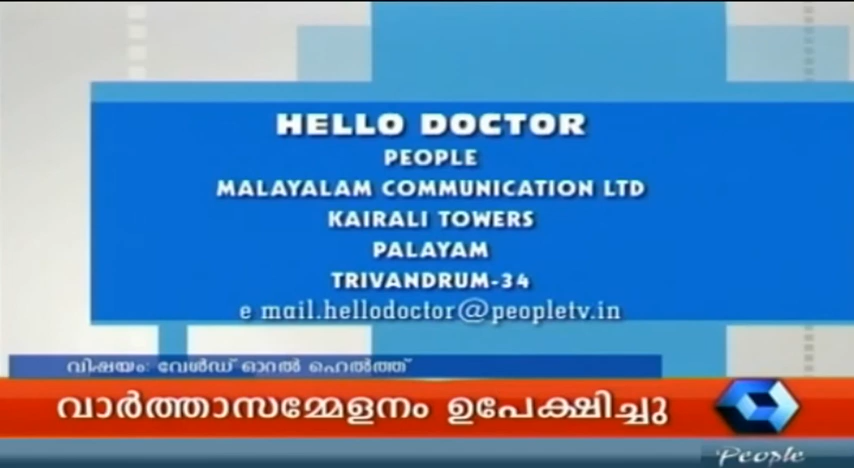 HELLO DOCTOR
PEOPLE
MALAYALAM COMMUNICATION LTD
KAIRALI TOWERS
PALAYAM
TRIVANDRUM-34
e mail.hellodoctor@peopletv.in
വിഷയം: വേൾഡ് ഓറൽ ഹെൽത്ത്
വാർത്താസമ്മേളനം ഉപേക്ഷിച്ചു
People